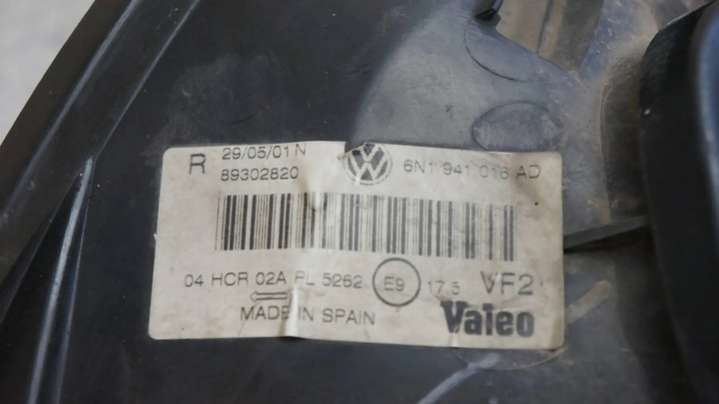 R 29/05/01 N
89302820
6N1 941 016 AD
04 HCR 02A PL 5262 E9 17.5 VF2
MADE IN SPAIN
Valeo